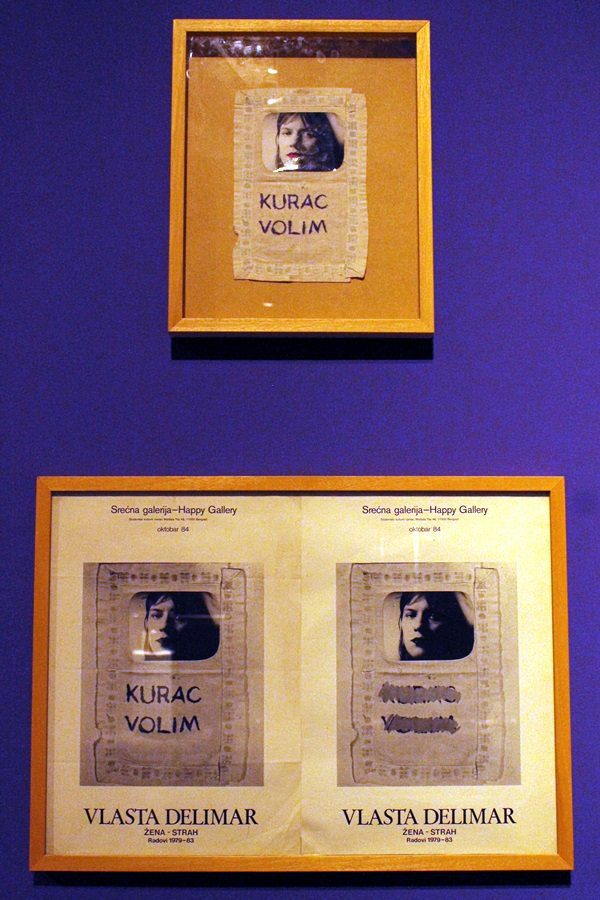 KURAC
VOLIM
Srećna galerija–Happy Gallery
oktobar 84
KURAC
VOLIM
VLASTA DELIMAR
ŽENA - STRAH
Radovi 1979–83
Srećna galerija–Happy Gallery
oktobar 84
VLASTA DELIMAR
ŽENA - STRAH
Radovi 1979–83